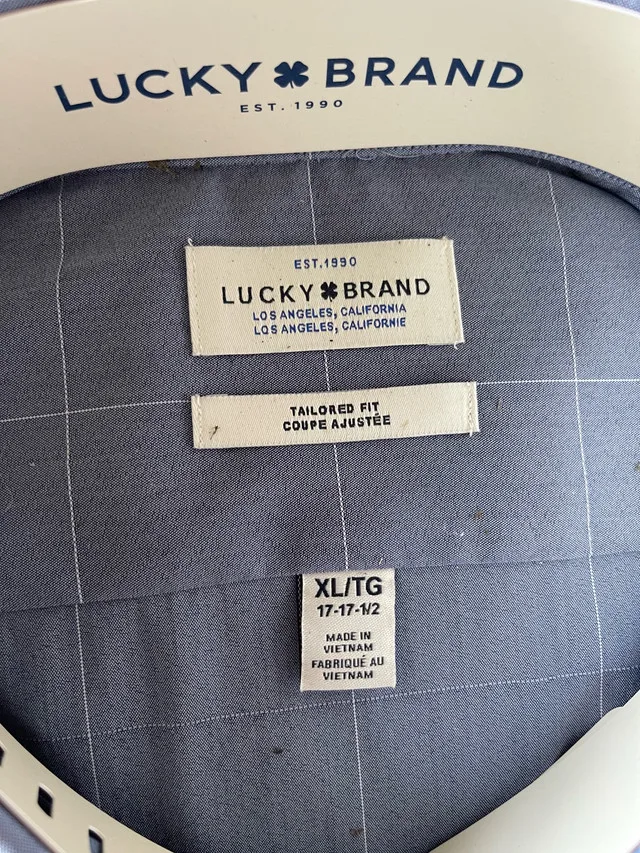 LUCKY BRAND
EST. 1990
EST.1990
LUCKY BRAND
LOS ANGELES, CALIFORNIA
LOS ANGELES, CALIFORNIE
TAILORED FIT
COUPE AJUSTÉE
XL/TG
17-17-1/2
MADE IN
VIETNAM
FABRIQUÉ AU
VIETNAM